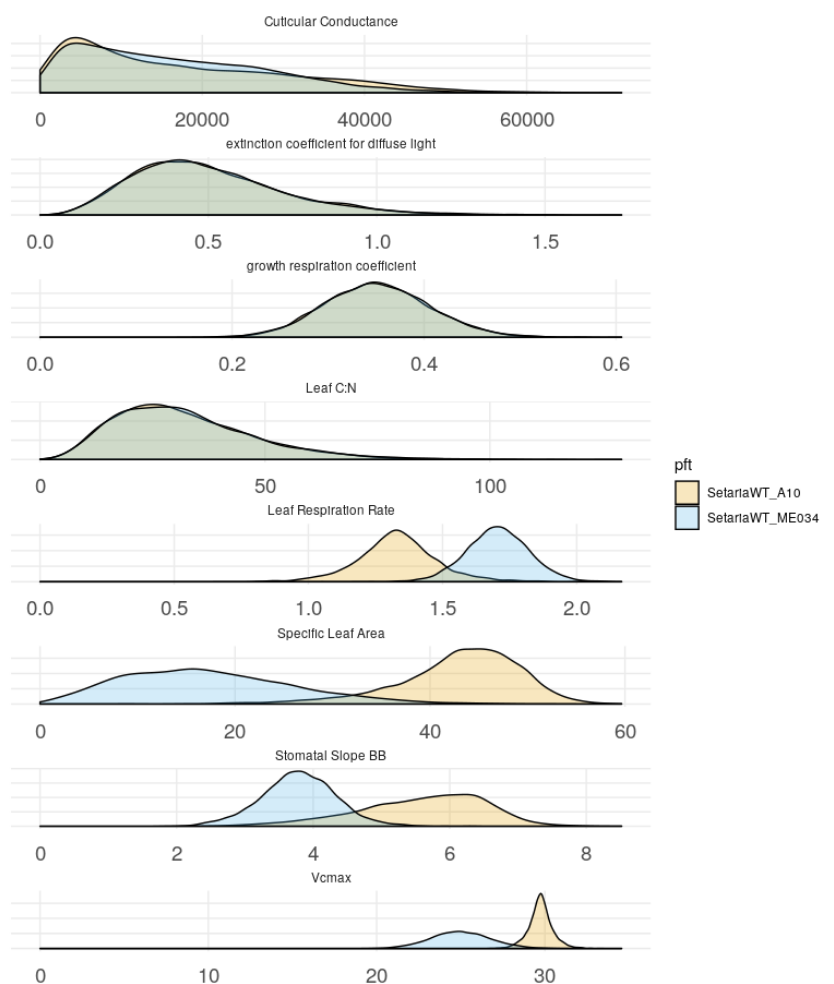 Cuticular Conductance
0 20000 40000 60000
extinction coefficient for diffuse light
0.0 0.5 1.0 1.5
growth respiration coefficient
0.0 0.2 0.4 0.6
Leaf C:N
0 50 100
Leaf Respiration Rate
0.0 0.5 1.0 1.5 2.0
Specific Leaf Area
0 20 40 60
Stomatal Slope BB
0 2 4 6 8
Vcmax
0 10 20 30
pft
SetariaWT_A10
SetariaWT_ME034